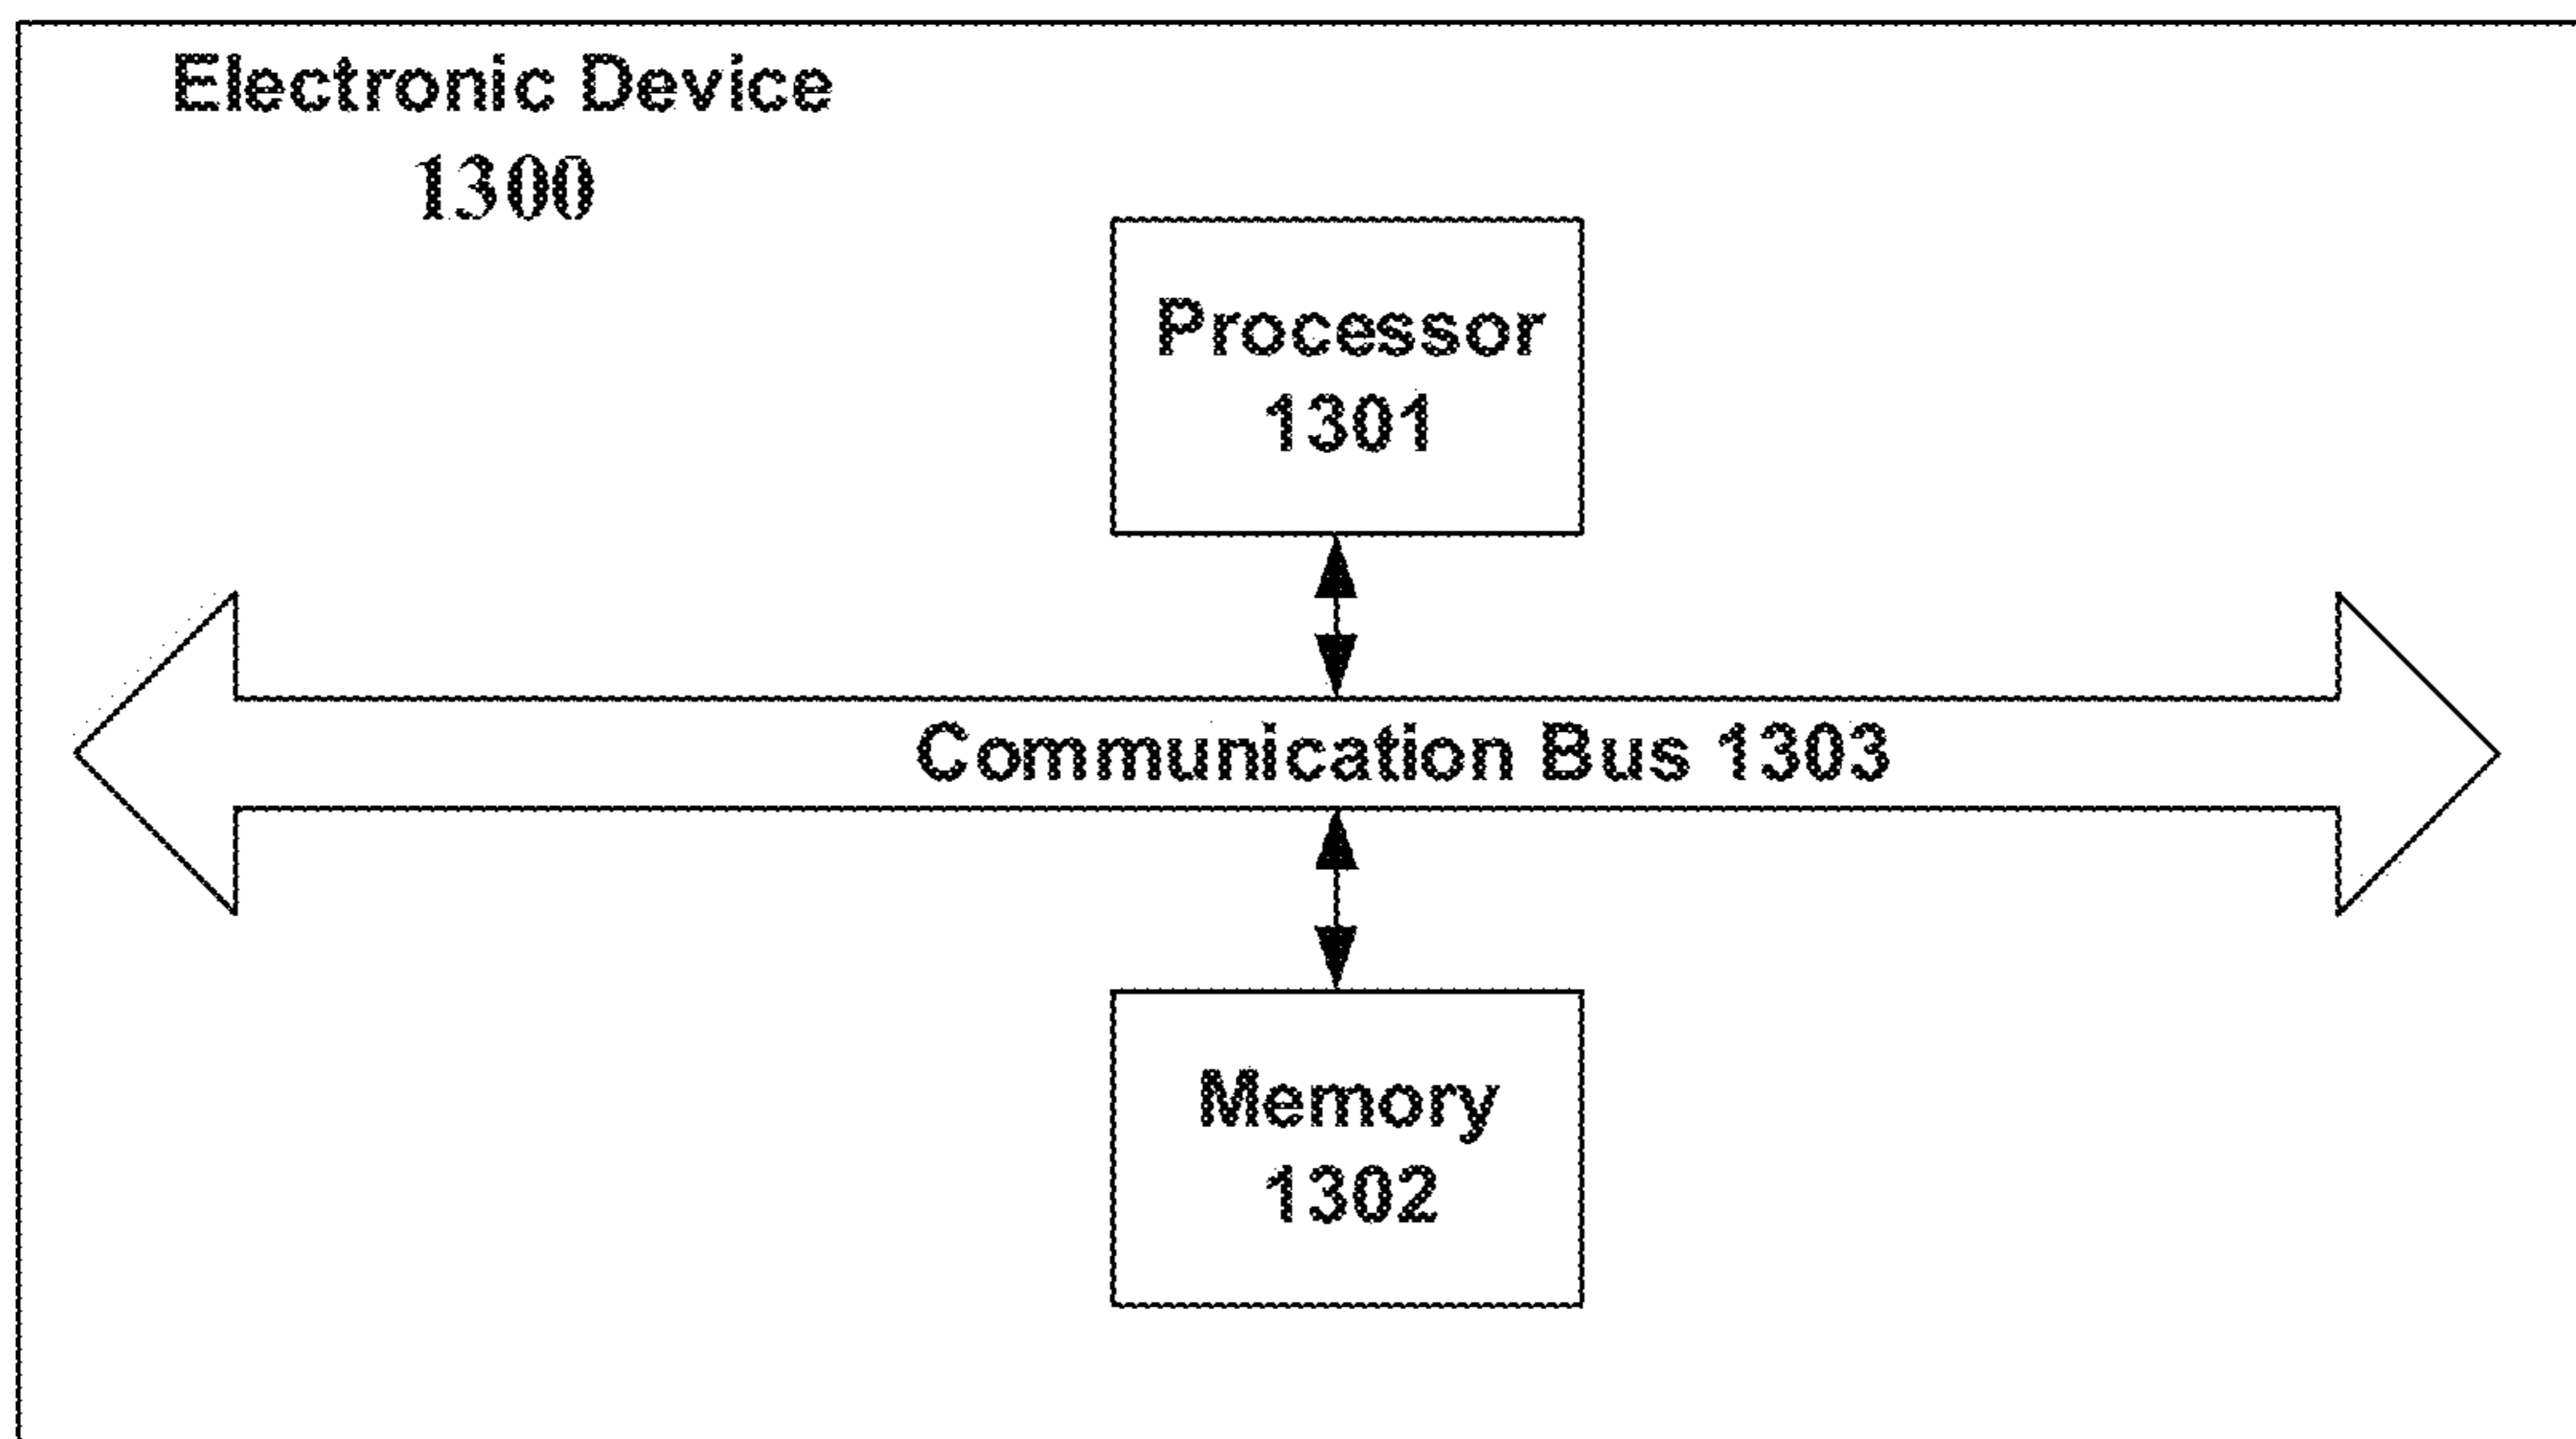 Electronic Device
1300
Processor
1301
Communication Bus 1303
Memory
1302